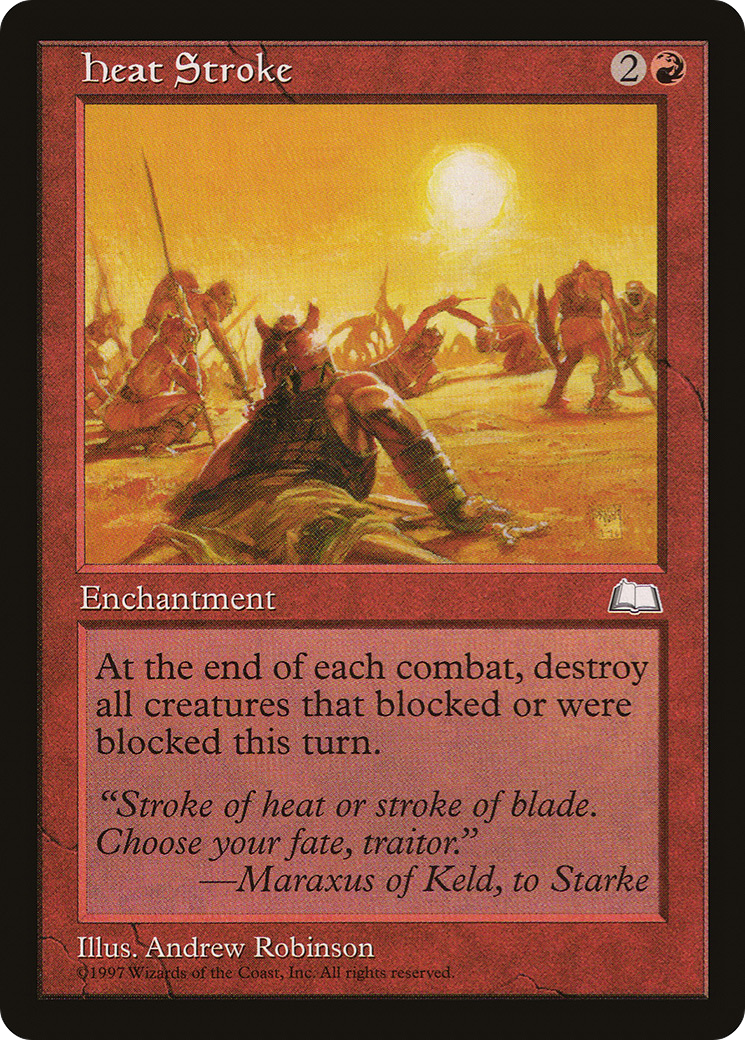 Heat Stroke 2
Enchantment
At the end of each combat, destroy
all creatures that blocked or were
blocked this turn.
“Stroke of heat or stroke of blade.
Choose your fate, traitor.”
—Maraxus of Keld, to Starke
Illus. Andrew Robinson
©1997 Wizards of the Coast, Inc. All rights reserved.